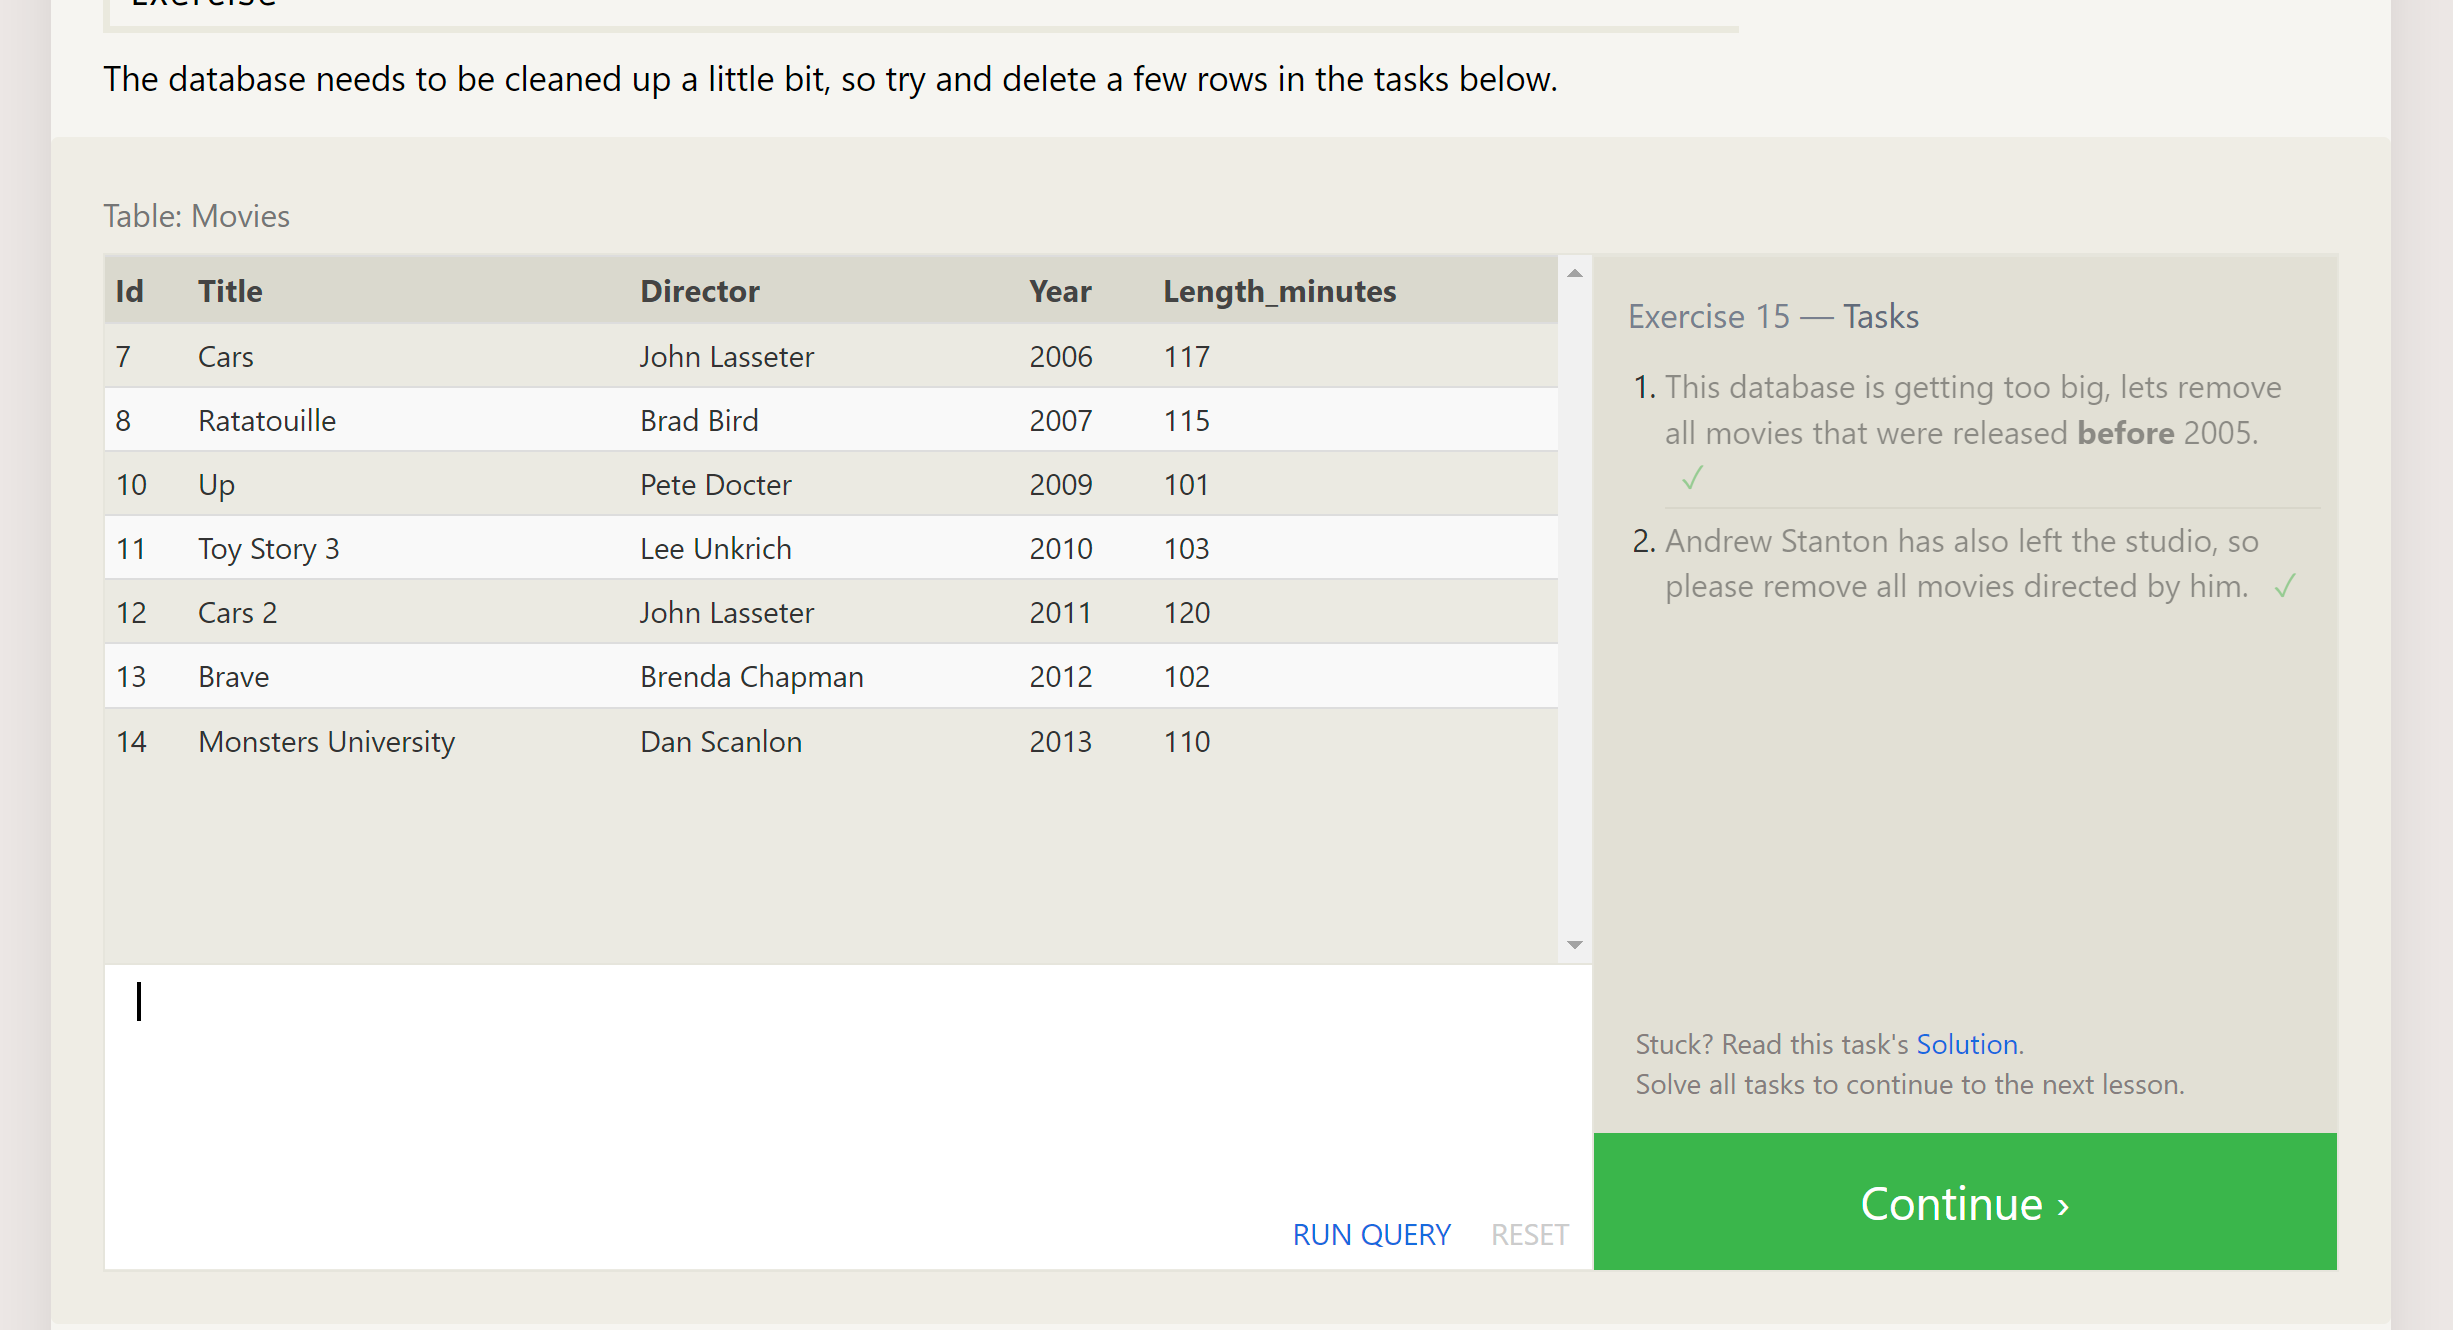 Exercise
The database needs to be cleaned up a little bit, so try and delete a few rows in the tasks below.
Table: Movies
Id Title Director Year Length_minutes
7 Cars John Lasseter 2006 117
8 Ratatouille Brad Bird 2007 115
10 Up Pete Docter 2009 101
11 Toy Story 3 Lee Unkrich 2010 103
12 Cars 2 John Lasseter 2011 120
13 Brave Brenda Chapman 2012 102
14 Monsters University Dan Scanlon 2013 110
RUN QUERY RESET
Exercise 15 — Tasks
1. This database is getting too big, lets remove
all movies that were released before 2005.
✓
2. Andrew Stanton has also left the studio, so
please remove all movies directed by him. ✓
Stuck? Read this task's Solution.
Solve all tasks to continue to the next lesson.
Continue ›